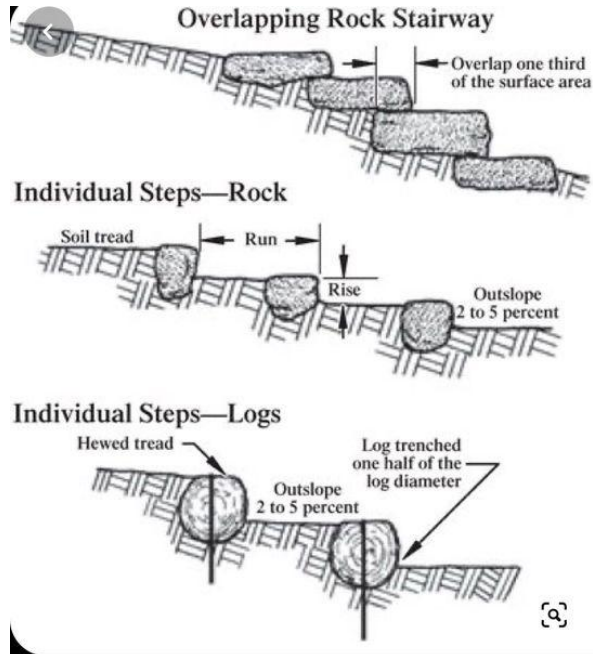 Overlapping Rock Stairway
Overlap one third
of the surface area
Individual Steps—Rock
Soil tread
Run
Rise
Outslope
2 to 5 percent
Individual Steps—Logs
Hewed tread
Log trenched
one half of the
log diameter
Outslope
2 to 5 percent